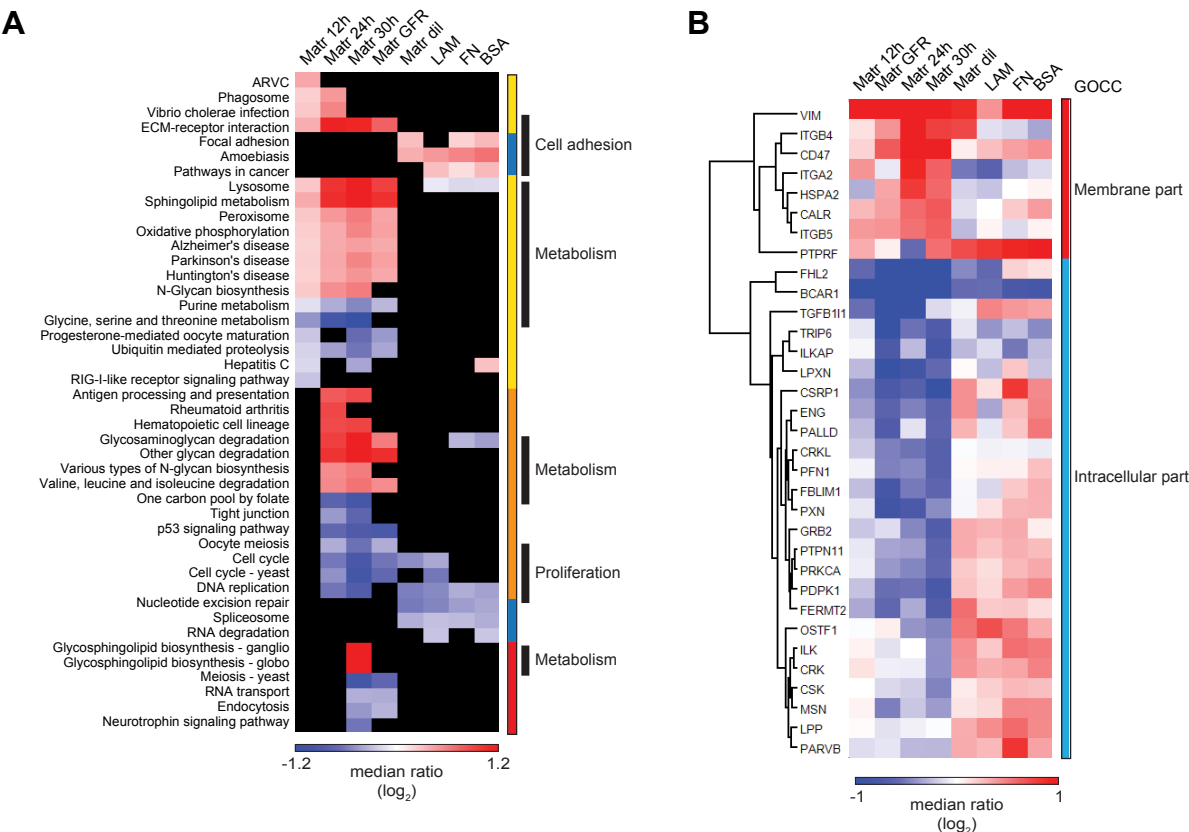 A
Matr 12h
Matr 24h
Matr 30h
Matr GFR
Matr dil
LAM
FN
BSA
ARVC
Phagosome
Vibrio cholerae infection
ECM-receptor interaction
Focal adhesion
Amoebiasis
Pathways in cancer
Lysosome
Sphingolipid metabolism
Peroxisome
Oxidative phosphorylation
Alzheimer's disease
Parkinson's disease
Huntington's disease
N-Glycan biosynthesis
Purine metabolism
Glycine, serine and threonine metabolism
Progesterone-mediated oocyte maturation
Ubiquitin mediated proteolysis
Hepatitis C
RIG-I-like receptor signaling pathway
Antigen processing and presentation
Rheumatoid arthritis
Hematopoietic cell lineage
Glycosaminoglycan degradation
Other glycan degradation
Various types of N-glycan biosynthesis
Valine, leucine and isoleucine degradation
One carbon pool by folate
Tight junction
p53 signaling pathway
Oocyte meiosis
Cell cycle
Cell cycle - yeast
DNA replication
Nucleotide excision repair
Spliceosome
RNA degradation
Glycosphingolipid biosynthesis - ganglio
Glycosphingolipid biosynthesis - globo
Meiosis - yeast
RNA transport
Endocytosis
Neurotrophin signaling pathway
Cell adhesion
Metabolism
Metabolism
Proliferation
Metabolism
-1.2 1.2
median ratio
(log2)
B
Matr 12h
Matr GFR
Matr 24h
Matr 30h
Matr dil
LAM
FN
BSA
GOCC
VIM
ITGB4
CD47
ITGA2
HSPA2
CALR
ITGB5
PTPRF
FHL2
BCAR1
TGFB1I1
TRIP6
ILKAP
LPXN
CSRP1
ENG
PALLD
CRKL
PFN1
FBLIM1
PXN
GRB2
PTPN11
PRKCA
PDPK1
FERMT2
OSTF1
ILK
CRK
CSK
MSN
LPP
PARVB
Membrane part
Intracellular part
-1 1
median ratio
(log2)